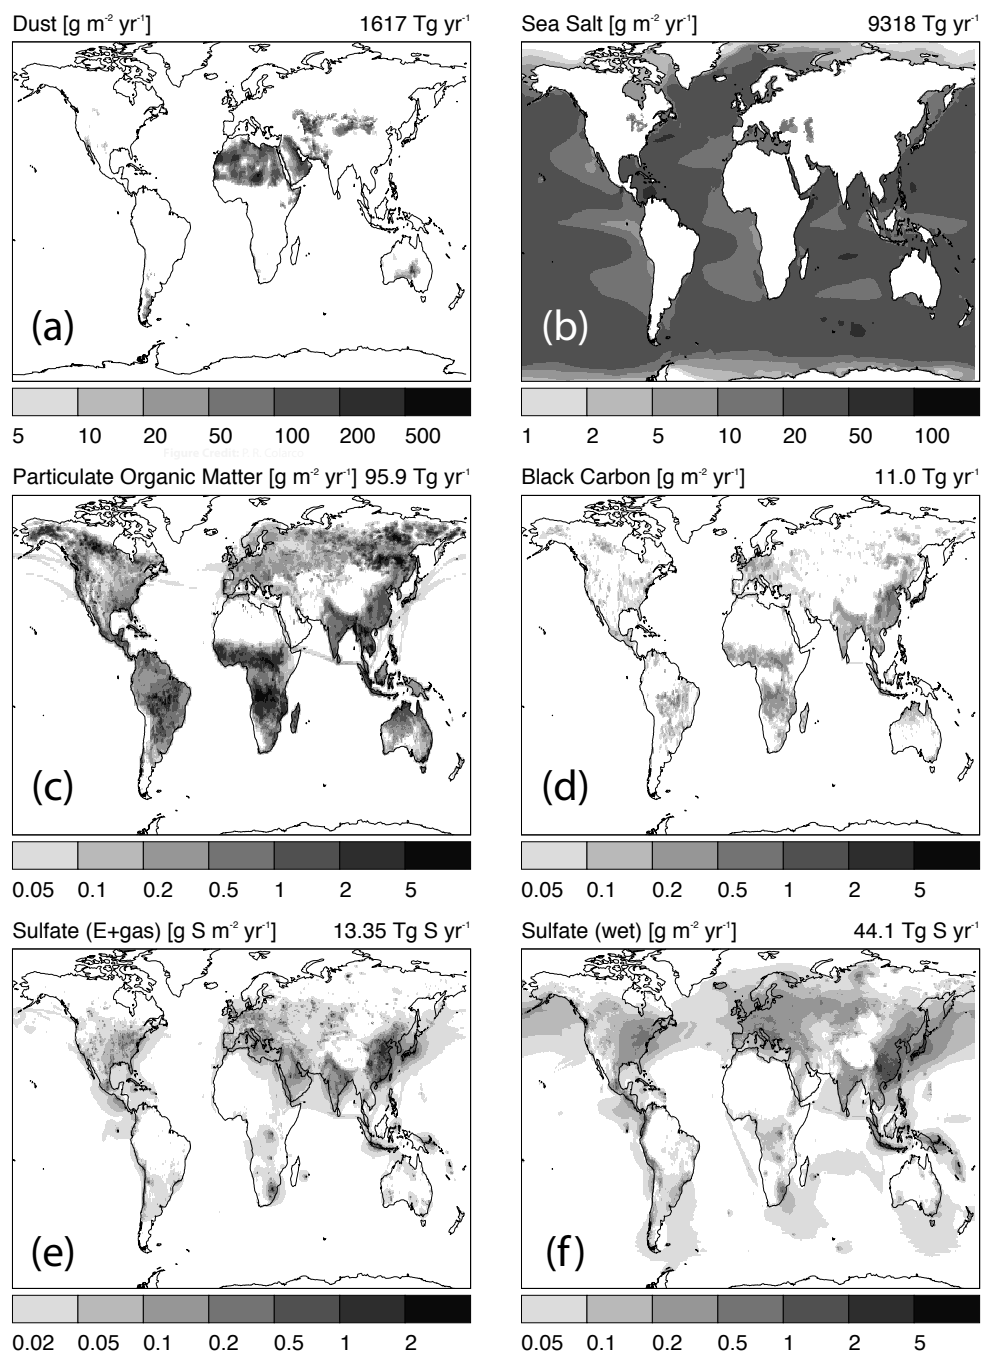 Dust [g m-2 yr-1] 1617 Tg yr-1
Sea Salt [g m-2 yr-1] 9318 Tg yr-1
(a)
(b)
5 10 20 50 100 200 500
1 2 5 10 20 50 100
Figure Credit: P. R. Colarco
Particulate Organic Matter [g m-2 yr-1] 95.9 Tg yr-1
Black Carbon [g m-2 yr-1] 11.0 Tg yr-1
(c)
(d)
0.05 0.1 0.2 0.5 1 2 5
0.05 0.1 0.2 0.5 1 2 5
Sulfate (E+gas) [g S m-2 yr-1] 13.35 Tg S yr-1
Sulfate (wet) [g m-2 yr-1] 44.1 Tg S yr-1
(e)
(f)
0.02 0.1 0.2 0.5 1 2
0.05 0.1 0.2 0.5 1 2 5